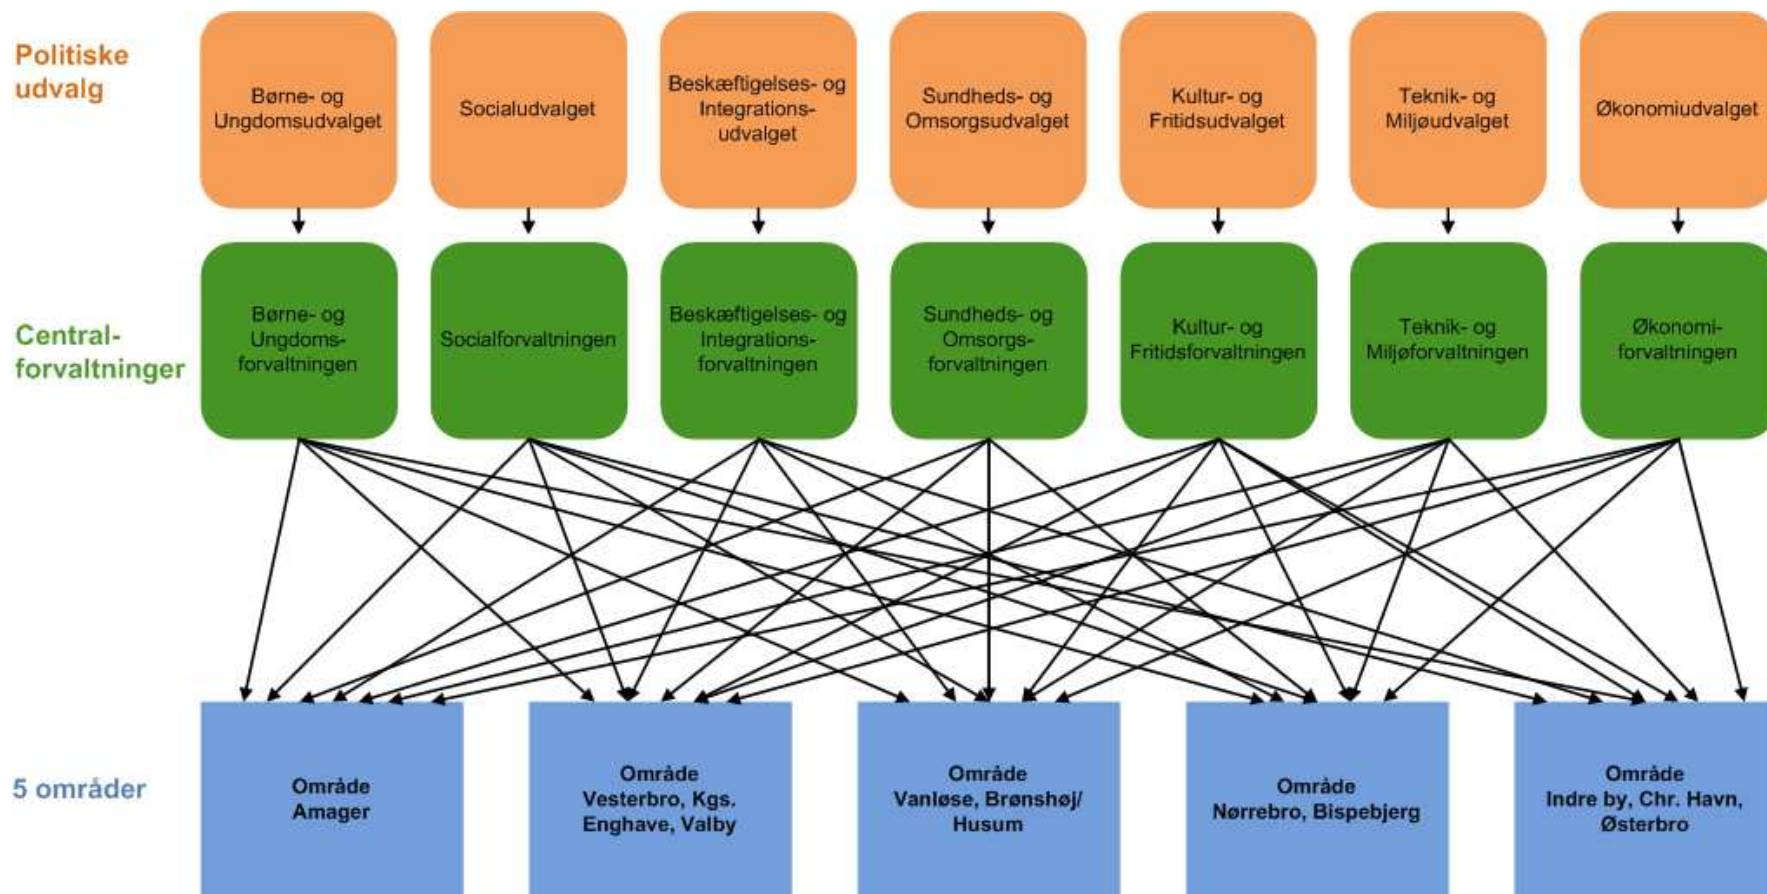 Politiske
udvalg
Børne- og
Ungdomsudvalget
Socialudvalget
Beskæftigelses- og
Integrations-
udvalget
Sundheds- og
Omsorgsudvalget
Kultur- og
Fritidsudvalget
Teknik- og
Miljøudvalget
Økonomiudvalget
Central-
forvaltninger
Børne- og
Ungdoms-
forvaltningen
Socialforvaltningen
Beskæftigelses- og
Integrations-
forvaltningen
Sundheds- og
Omsorgs-
forvaltningen
Kultur- og
Fritidsforvaltningen
Teknik- og
Miljøforvaltningen
Økonomi-
forvaltningen
5 områder
Område
Amager
Område
Vesterbro, Kgs.
Enghave, Valby
Område
Vanløse, Brønshøj/
Husum
Område
Nørrebro, Bispebjerg
Område
Indre by, Chr. Havn,
Østerbro